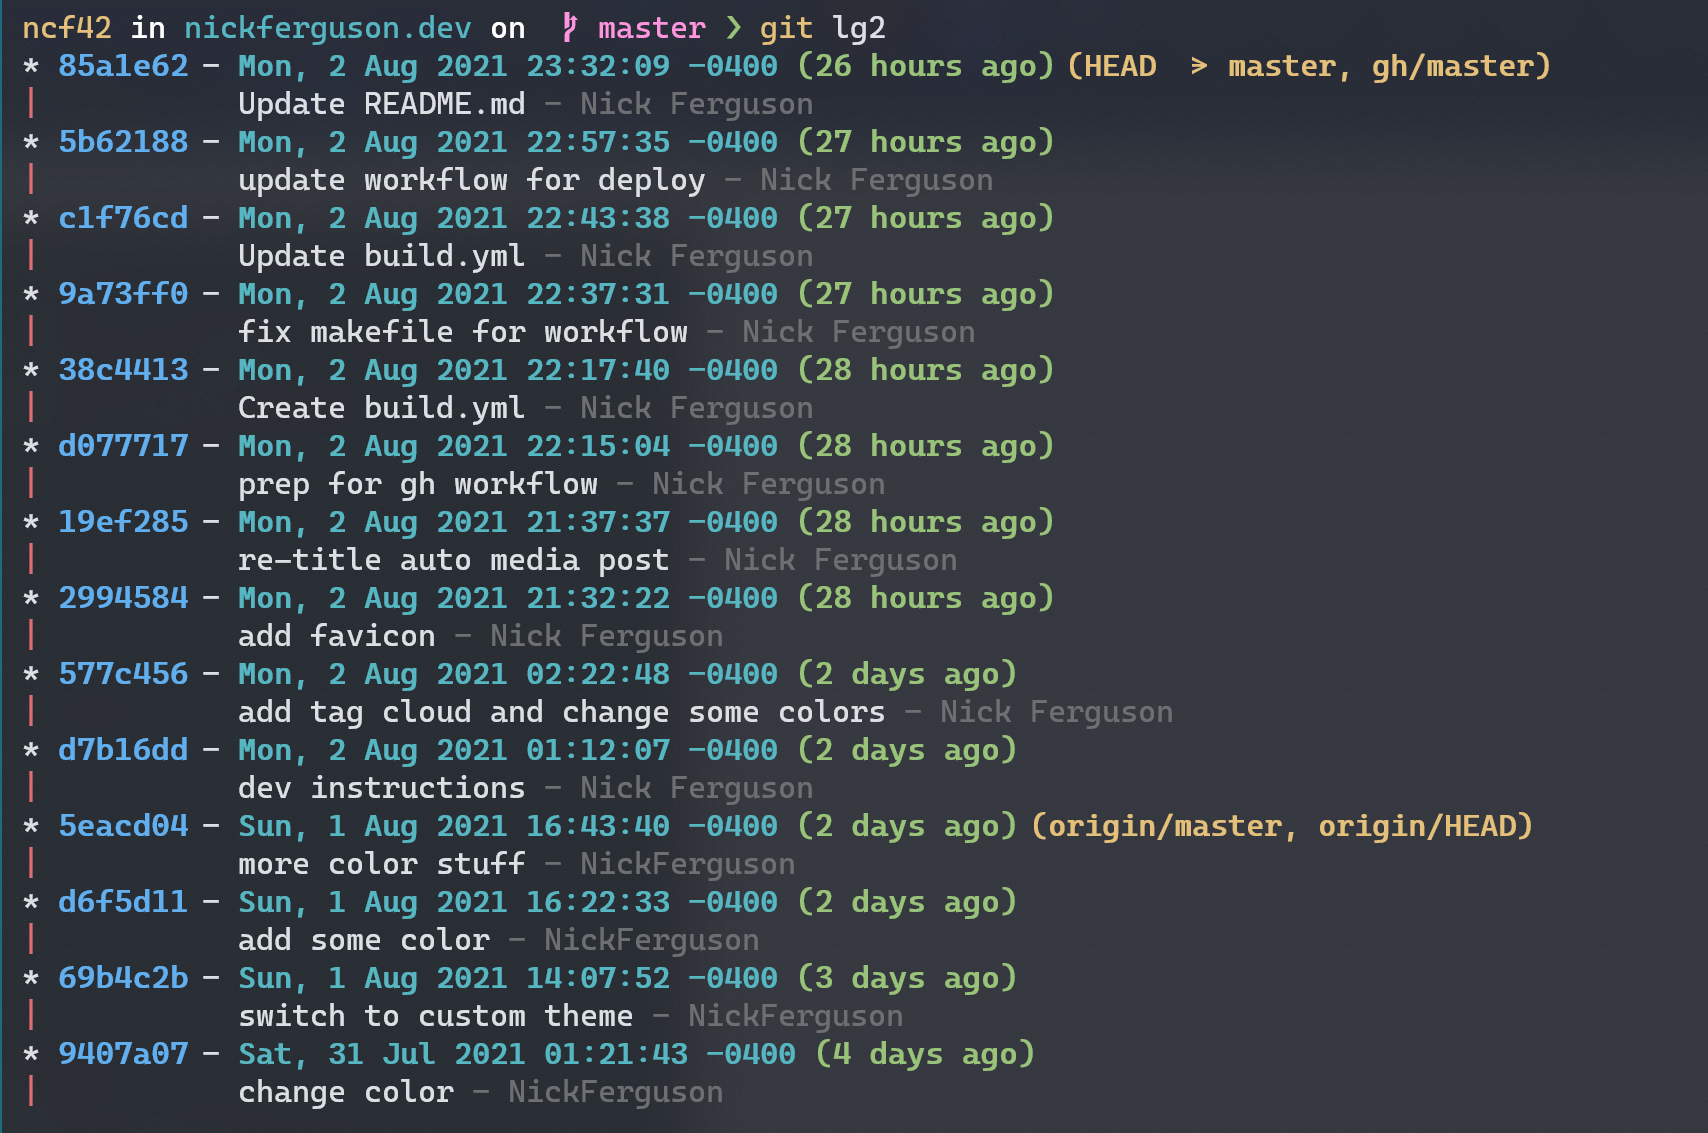 ncf42 in nickferguson.dev on master ❯ git lg2
* 85a1e62 - Mon, 2 Aug 2021 23:32:09 -0400 (26 hours ago) (HEAD > master, gh/master)
| Update README.md - Nick Ferguson
* 5b62188 - Mon, 2 Aug 2021 22:57:35 -0400 (27 hours ago)
| update workflow for deploy - Nick Ferguson
* c1f76cd - Mon, 2 Aug 2021 22:43:38 -0400 (27 hours ago)
| Update build.yml - Nick Ferguson
* 9a73ff0 - Mon, 2 Aug 2021 22:37:31 -0400 (27 hours ago)
| fix makefile for workflow - Nick Ferguson
* 38c4413 - Mon, 2 Aug 2021 22:17:40 -0400 (28 hours ago)
| Create build.yml - Nick Ferguson
* d077717 - Mon, 2 Aug 2021 22:15:04 -0400 (28 hours ago)
| prep for gh workflow - Nick Ferguson
* 19ef285 - Mon, 2 Aug 2021 21:37:37 -0400 (28 hours ago)
| re-title auto media post - Nick Ferguson
* 2994584 - Mon, 2 Aug 2021 21:32:22 -0400 (28 hours ago)
| add favicon - Nick Ferguson
* 577c456 - Mon, 2 Aug 2021 02:22:48 -0400 (2 days ago)
| add tag cloud and change some colors - Nick Ferguson
* d7b16dd - Mon, 2 Aug 2021 01:12:07 -0400 (2 days ago)
| dev instructions - Nick Ferguson
* 5eacd04 - Sun, 1 Aug 2021 16:43:40 -0400 (2 days ago) (origin/master, origin/HEAD)
| more color stuff - NickFerguson
* d6f5d11 - Sun, 1 Aug 2021 16:22:33 -0400 (2 days ago)
| add some color - NickFerguson
* 69b4c2b - Sun, 1 Aug 2021 14:07:52 -0400 (3 days ago)
| switch to custom theme - NickFerguson
* 9407a07 - Sat, 31 Jul 2021 01:21:43 -0400 (4 days ago)
| change color - NickFerguson